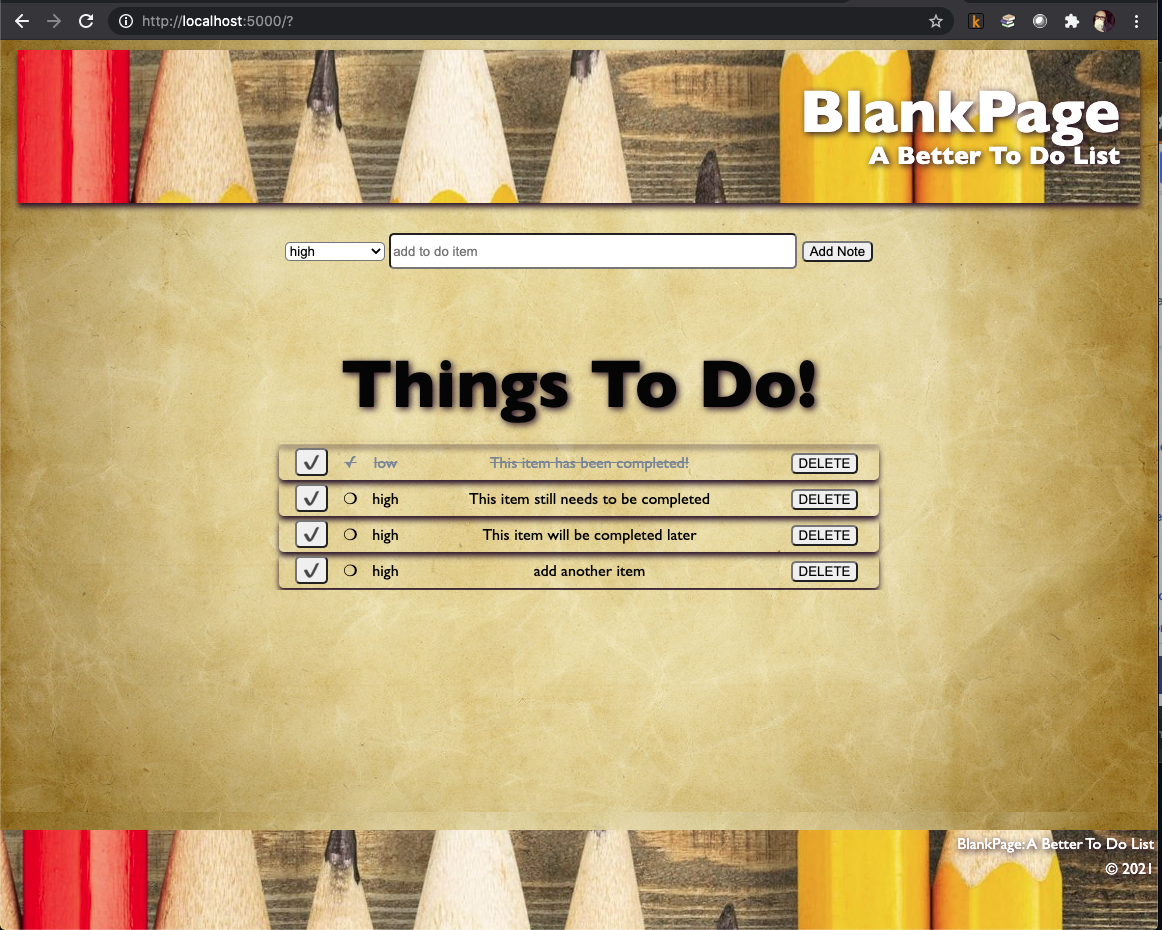 http://localhost:5000/?
k
BlankPage
A Better To Do List
high
add to do item
Add Note
Things To Do!
✓ ✓ low This item has been completed! DELETE
✓ ❍ high This item still needs to be completed DELETE
✓ ❍ high This item will be completed later DELETE
✓ ❍ high add another item DELETE
BlankPage: A Better To Do List
© 2021